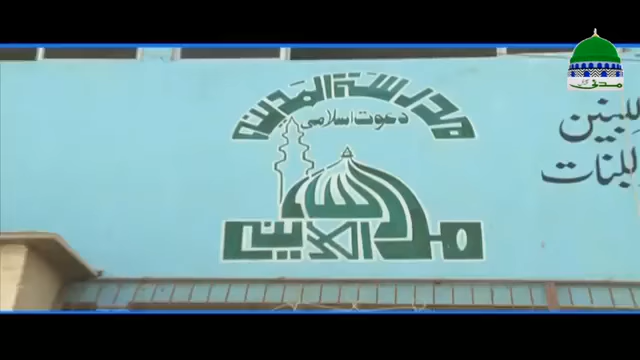 مدرسۃ المدینہ
دعوت اسلامی
للبنین
للبنات
مدنی